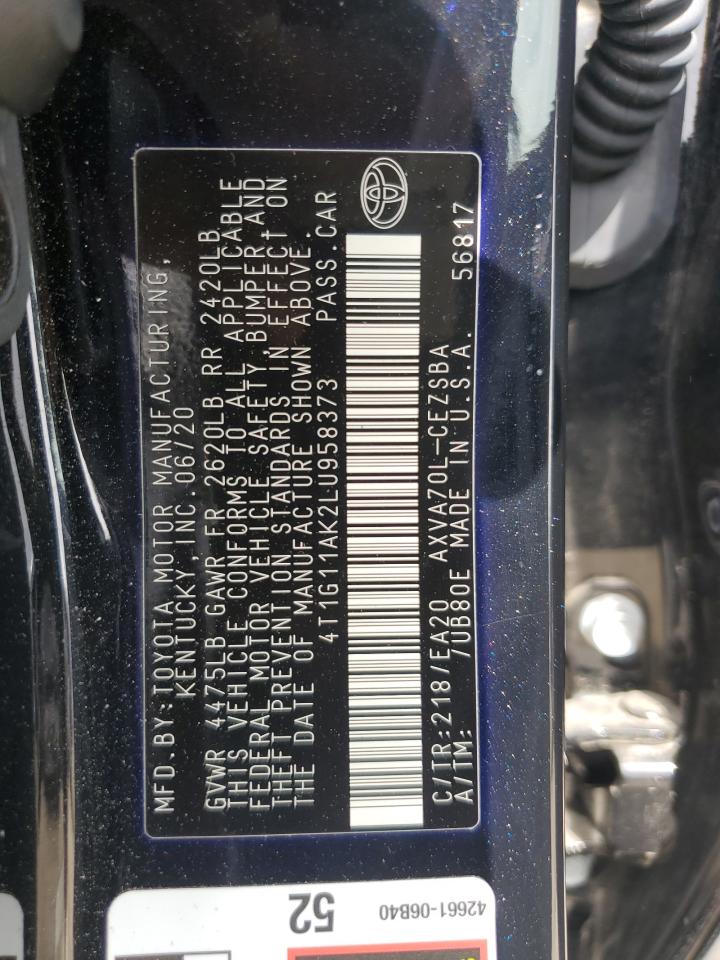 MFD.BY:TOYOTA MOTOR MANUFACTURING,
KENTUCKY, INC.06/20
GVWR 4475LB GAWR FR 2620LB RR 2420LB
THIS VEHICLE CONFORMS TO ALL APPLICABLE
FEDERAL MOTOR VEHICLE SAFETY, BUMPER AND
THEFT PREVENTION STANDARDS IN EFFECT ON
THE DATE OF MANUFACTURE SHOWN ABOVE.
4T1G11AK2LU958373 PASS.CAR
C/TR:218/EA20 AXVA70L-CEZSBA
A/TM: /UB80E MADE IN U.S.A. 56817
52
42661-06B40